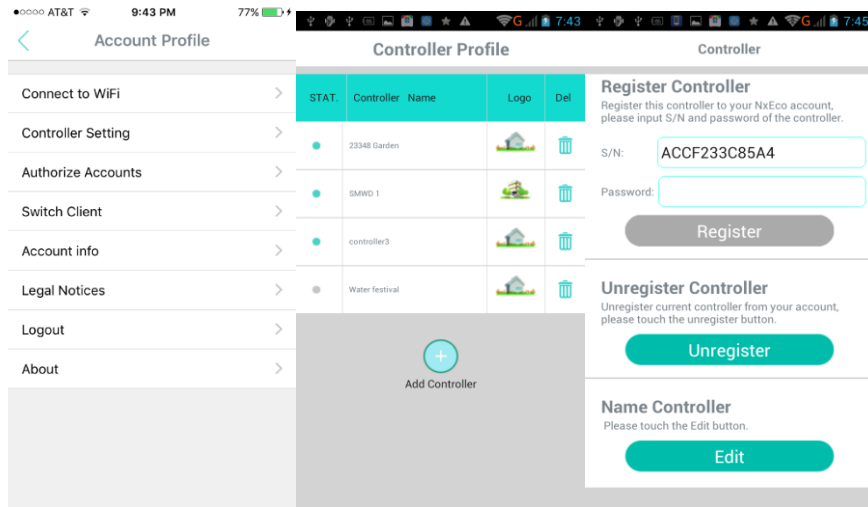 AT&T 9:43 PM 77%
Account Profile
Connect to WiFi
Controller Setting
Authorize Accounts
Switch Client
Account info
Legal Notices
Logout
About
G 7:43
Controller Profile
STAT. Controller Name Logo Del
23348 Garden
SMWD 1
controller3
Water festival
+
Add Controller
G 7:45
Controller
Register Controller
Register this controller to your NxEco account,
please input S/N and password of the controller.
S/N: ACCF233C85A4
Password:
Register
Unregister Controller
Unregister current controller from your account,
please touch the unregister button.
Unregister
Name Controller
Please touch the Edit button.
Edit